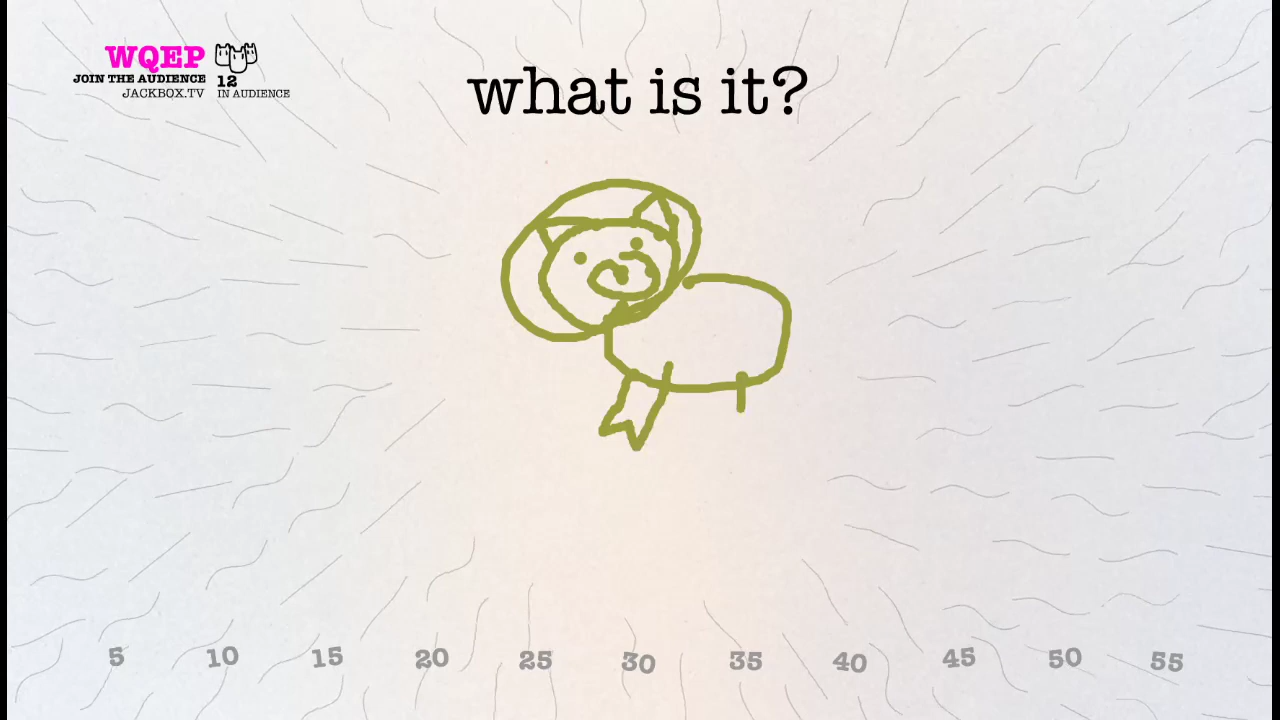 WQEP
JOIN THE AUDIENCE
JACKBOX.TV
12
IN AUDIENCE
what is it?
5 10 15 20 25 30 35 40 45 50 55